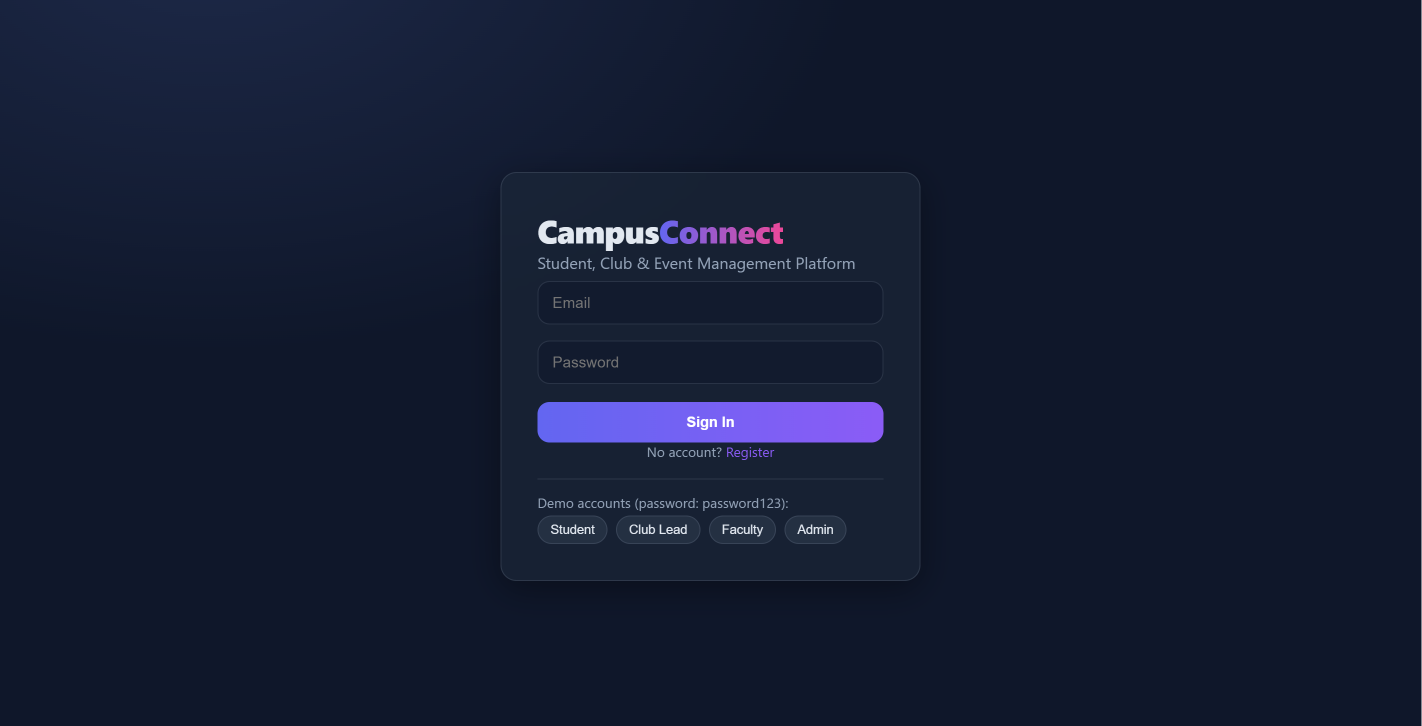 CampusConnect
Student, Club & Event Management Platform
Email
Password
Sign In
No account? Register
Demo accounts (password: password123):
Student Club Lead Faculty Admin